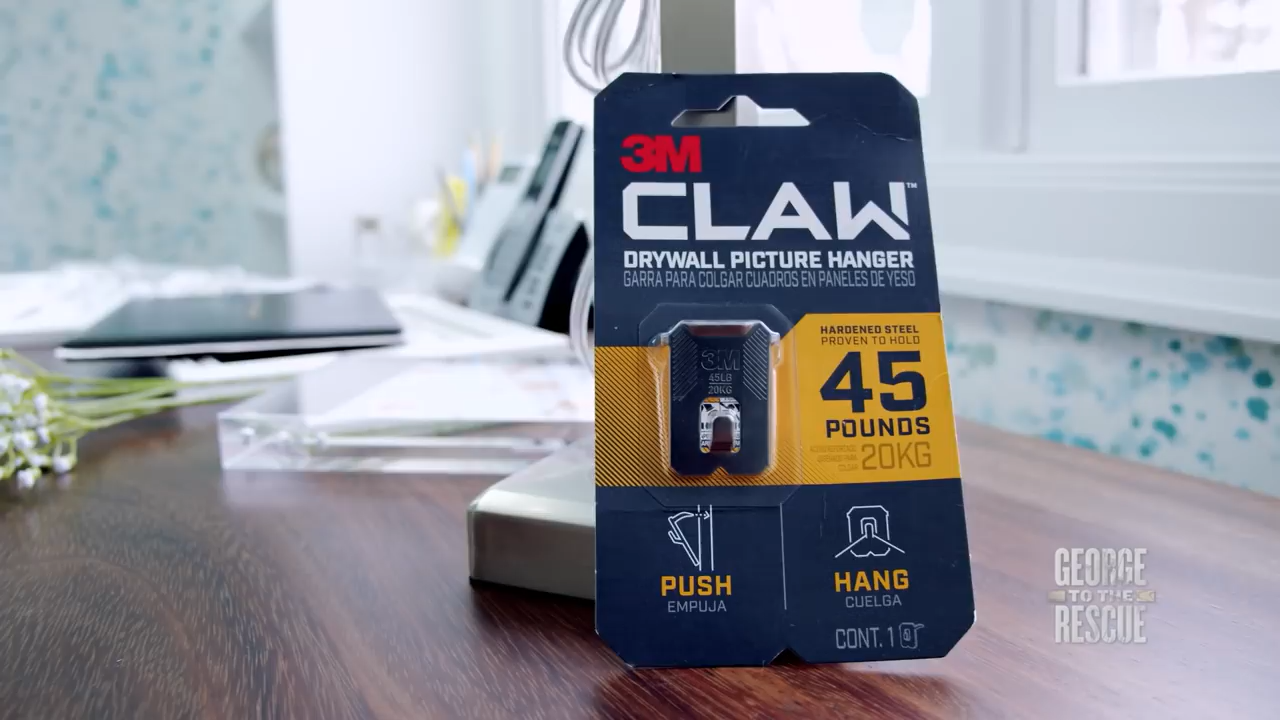 3M
CLAW™
DRYWALL PICTURE HANGER
GARRA PARA COLGAR CUADROS EN PANELES DE YESO
HARDENED STEEL
PROVEN TO HOLD
45
POUNDS
20KG
3M
45LB
20KG
PUSH
EMPUJA
HANG
CUELGA
CONT. 1
GEORGE
TO THE
RESCUE